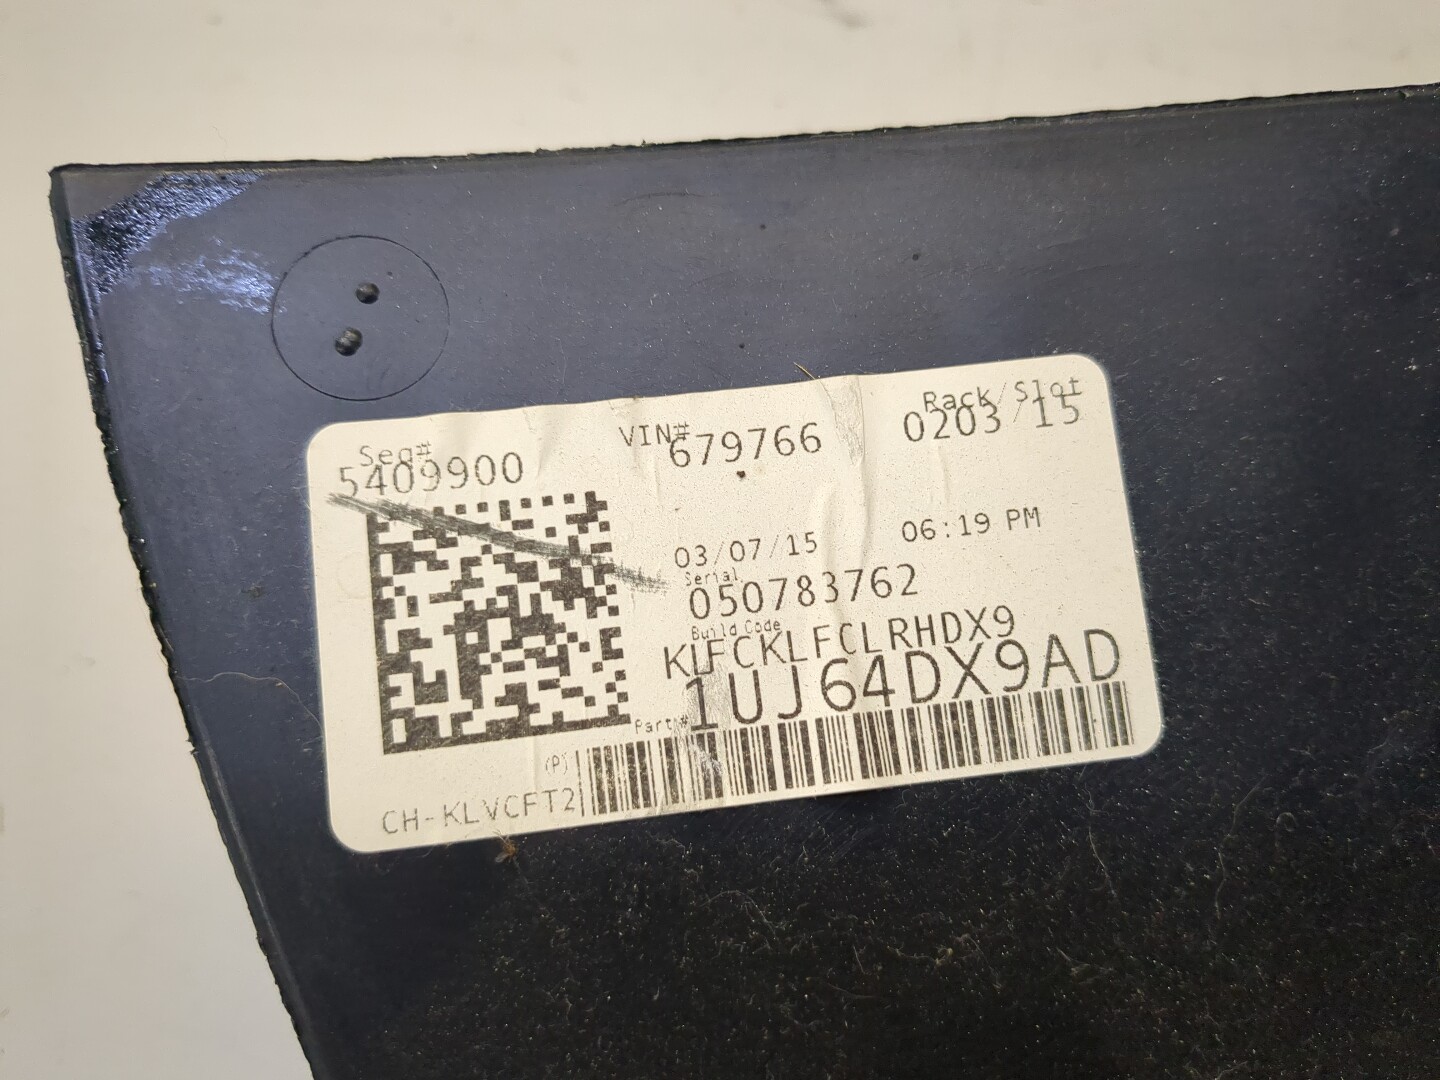 Seq# VIN# Rack/Slot
5409900 679766 0203/15
03/07/15 06:19 PM
Serial
050783762
Build Code
KLFCKLFCLRHDX9
Part# 1UJ64DX9AD
(P)
CH-KLVCFT2